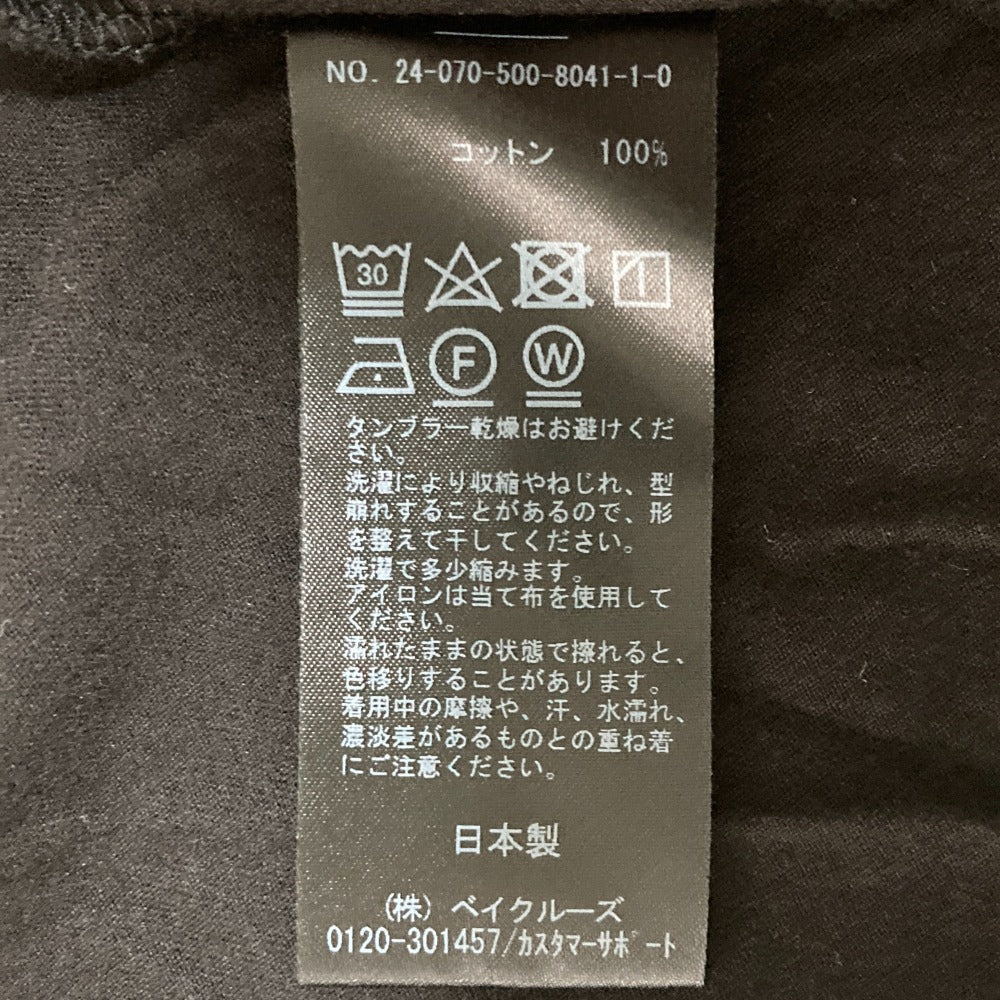 NO. 24-070-500-8041-1-0
コットン 100%
30
F W
タンブラー乾燥はお避けくだ
さい。
洗濯により収縮やねじれ、型
崩れすることがあるので、形
を整えて干してください。
洗濯で多少縮みます。
アイロンは当て布を使用して
ください。
濡れたままの状態で擦れると、
色移りすることがあります。
着用中の摩擦や、汗、水濡れ、
濃淡差があるものとの重ね着
にご注意ください。
日本製
(株) ベイクルーズ
0120-301457/カスタマーサポート